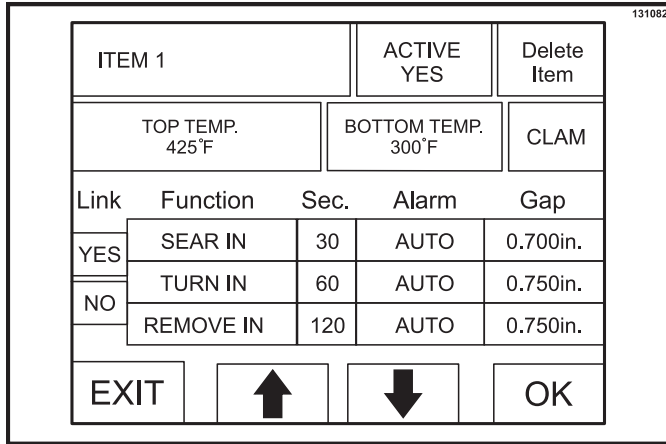 131082
ITEM 1
ACTIVE
YES
Delete
Item
TOP TEMP.
425°F
BOTTOM TEMP.
300°F
CLAM
Link Function Sec. Alarm Gap
YES
SEAR IN 30 AUTO 0.700in.
TURN IN 60 AUTO 0.750in.
NO
REMOVE IN 120 AUTO 0.750in.
EXIT
OK